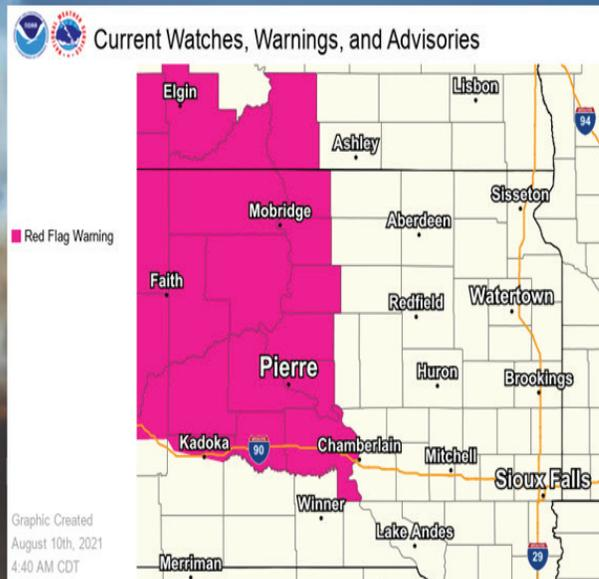 Current Watches, Warnings, and Advisories
Elgin
Lisbon
94
Ashley
Sisseton
Mobridge
Aberdeen
Red Flag Warning
Faith
Redfield
Watertown
Pierre
Huron
Brookings
Kadoka
90
Chamberlain
Mitchell
Sioux Falls
Winner
Graphic Created
August 10th, 2021
4:40 AM CDT
Lake Andes
29
Merriman